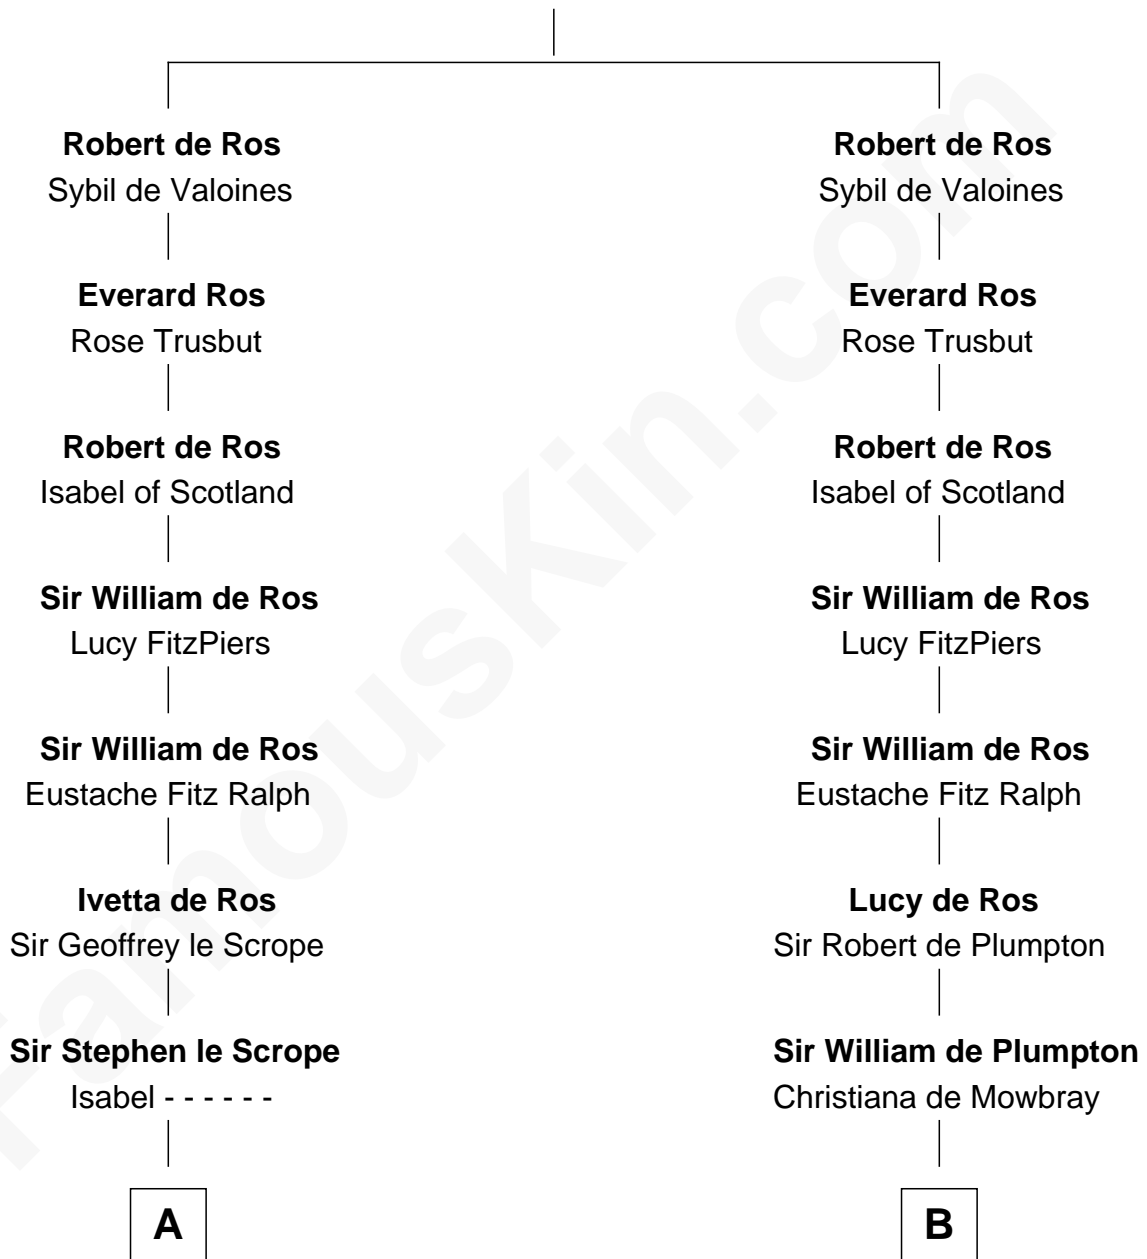 Robert de Ros
Sybil de Valoines
Everard Ros
Rose Trusbut
Robert de Ros
Isabel of Scotland
Sir William de Ros
Lucy FitzPiers
Sir William de Ros
Eustache Fitz Ralph
Ivetta de Ros
Sir Geoffrey le Scrope
Sir Stephen le Scrope
Isabel - - - - - -
A
Robert de Ros
Sybil de Valoines
Everard Ros
Rose Trusbut
Robert de Ros
Isabel of Scotland
Sir William de Ros
Lucy FitzPiers
Sir William de Ros
Eustache Fitz Ralph
Lucy de Ros
Sir Robert de Plumpton
Sir William de Plumpton
Christiana de Mowbray
B
FamousKin.com